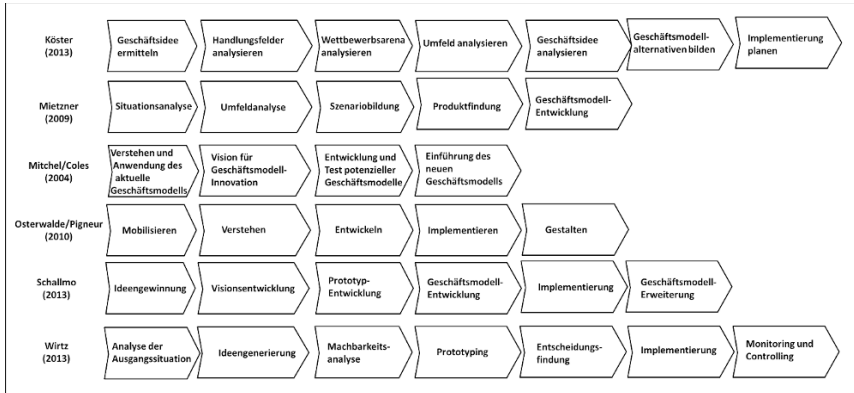 Köster
(2013)
Geschäftsidee
ermitteln
Handlungsfelder
analysieren
Wettbewerbsarena
analysieren
Umfeld analysieren
Geschäftsidee
analysieren
Geschäftsmodell-
alternativen bilden
Implementierung
planen
Mietzner
(2009)
Situationsanalyse
Umfeldanalyse
Szenariobildung
Produktfindung
Geschäftsmodell-
Entwicklung
Mitchel/Coles
(2004)
Verstehen und
Anwendung des
aktuelle
Geschäftsmodells
Vision für
Geschäftsmodell-
Innovation
Entwicklung und
Test potenzieller
Geschäftsmodelle
Einführung des
neuen
Geschäftsmodells
Osterwalde/Pigneur
(2010)
Mobilisieren
Verstehen
Entwickeln
Implementieren
Gestalten
Schallmo
(2013)
Ideengewinnung
Visionsentwicklung
Prototyp-
Entwicklung
Geschäftsmodell-
Entwicklung
Implementierung
Geschäftsmodell-
Erweiterung
Wirtz
(2013)
Analyse der
Ausgangssituation
Ideengenerierung
Machbarkeits-
analyse
Prototyping
Entscheidungs-
findung
Implementierung
Monitoring und
Controlling